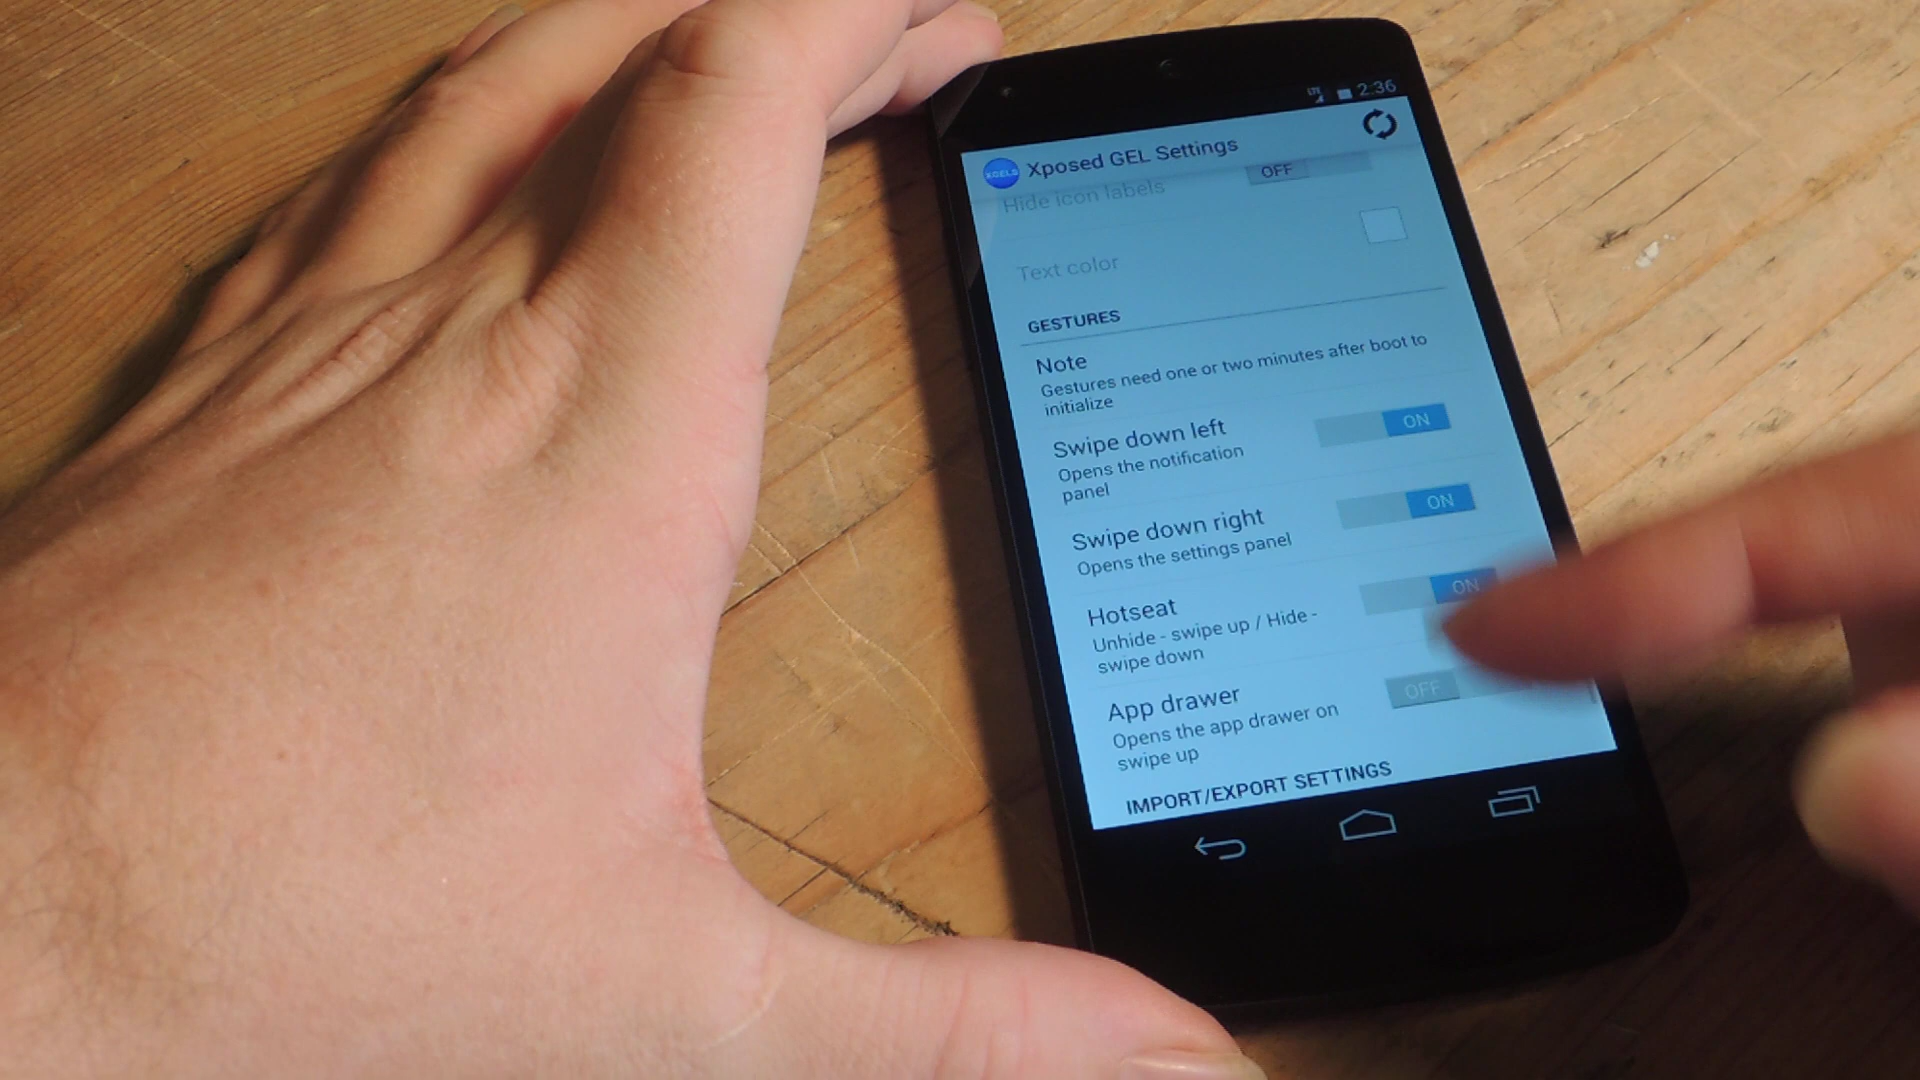 LTE 2:36
XGELS Xposed GEL Settings
Hide icon labels OFF
Text color
GESTURES
Note
Gestures need one or two minutes after boot to
initialize
Swipe down left ON
Opens the notification
panel
Swipe down right ON
Opens the settings panel
Hotseat ON
Unhide - swipe up / Hide -
swipe down
App drawer OFF
Opens the app drawer on
swipe up
IMPORT/EXPORT SETTINGS